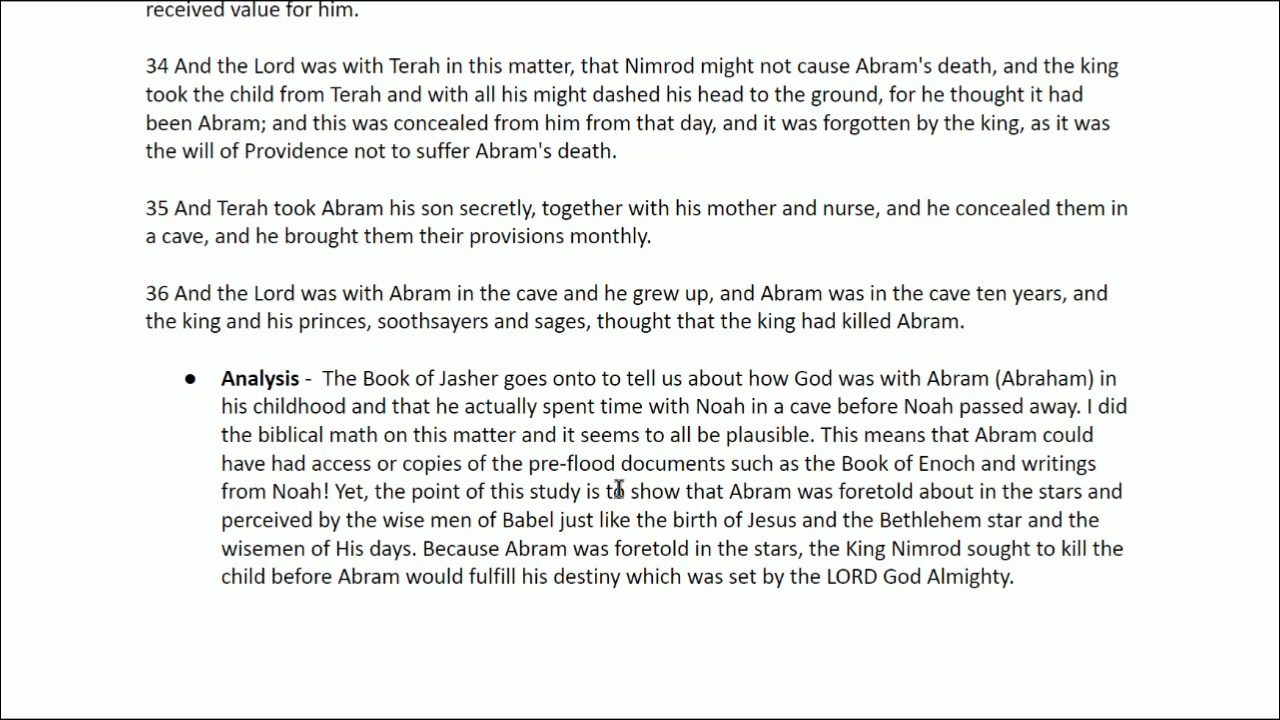 received value for him.
34 And the Lord was with Terah in this matter, that Nimrod might not cause Abram's death, and the king
took the child from Terah and with all his might dashed his head to the ground, for he thought it had
been Abram; and this was concealed from him from that day, and it was forgotten by the king, as it was
the will of Providence not to suffer Abram's death.
35 And Terah took Abram his son secretly, together with his mother and nurse, and he concealed them in
a cave, and he brought them their provisions monthly.
36 And the Lord was with Abram in the cave and he grew up, and Abram was in the cave ten years, and
the king and his princes, soothsayers and sages, thought that the king had killed Abram.
● Analysis - The Book of Jasher goes onto to tell us about how God was with Abram (Abraham) in
his childhood and that he actually spent time with Noah in a cave before Noah passed away. I did
the biblical math on this matter and it seems to all be plausible. This means that Abram could
have had access or copies of the pre-flood documents such as the Book of Enoch and writings
from Noah! Yet, the point of this study is to show that Abram was foretold about in the stars and
perceived by the wise men of Babel just like the birth of Jesus and the Bethlehem star and the
wisemen of His days. Because Abram was foretold in the stars, the King Nimrod sought to kill the
child before Abram would fulfill his destiny which was set by the LORD God Almighty.